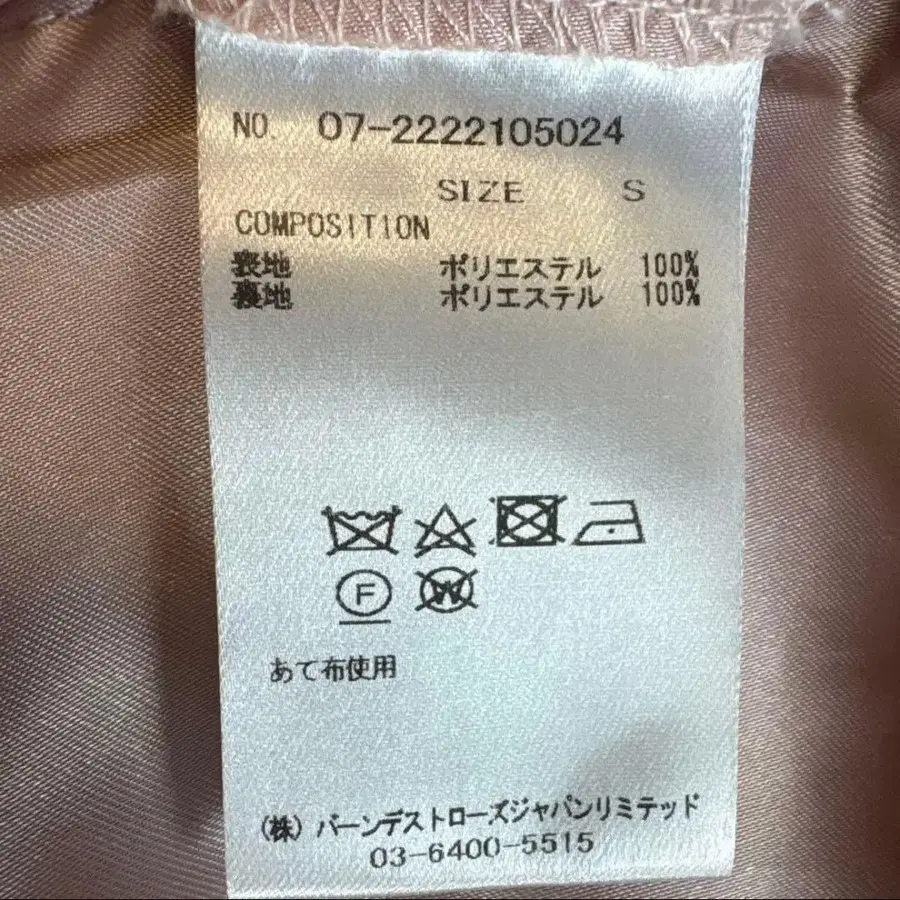 NO. 07-2222105024
SIZE S
COMPOSITION
表地 ポリエステル 100%
裏地 ポリエステル 100%
F W
あて布使用
(株) バーンデストローズジャパンリミテッド
03-6400-5515